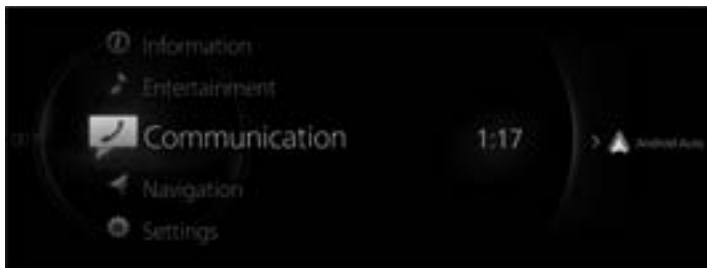 Information
Entertainment
Communication
1:17
Android Auto
Navigation
Settings